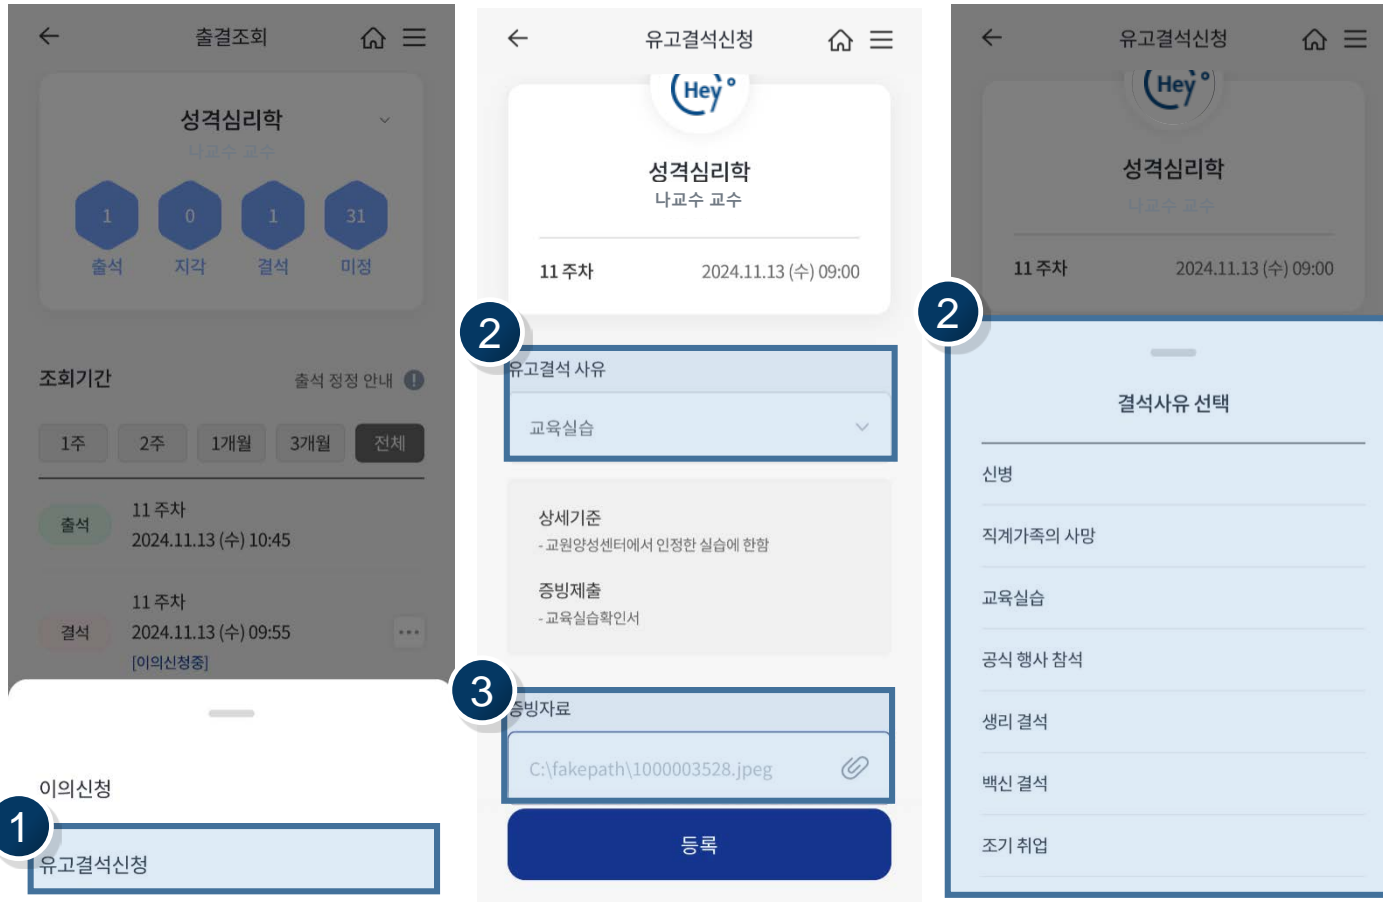 출결조회
성격심리학
나교수 교수
1 0 1 31
출석 지각 결석 미정
조회기간 출석 정정 안내 !
1주 2주 1개월 3개월 전체
출석
11 주차
2024.11.13 (수) 10:45
결석
11 주차
2024.11.13 (수) 09:55
[이의신청중]
이의신청
1
유고결석신청
유고결석신청
Hey
성격심리학
나교수 교수
11 주차 2024.11.13 (수) 09:00
2
유고결석 사유
교육실습
상세기준
- 교원양성센터에서 인정한 실습에 한함
증빙제출
- 교육실습확인서
3
증빙자료
C:\fakepath\1000003528.jpeg
등록
유고결석신청
Hey
성격심리학
나교수 교수
11 주차 2024.11.13 (수) 09:00
2
결석사유 선택
신병
직계가족의 사망
교육실습
공식 행사 참석
생리 결석
백신 결석
조기 취업